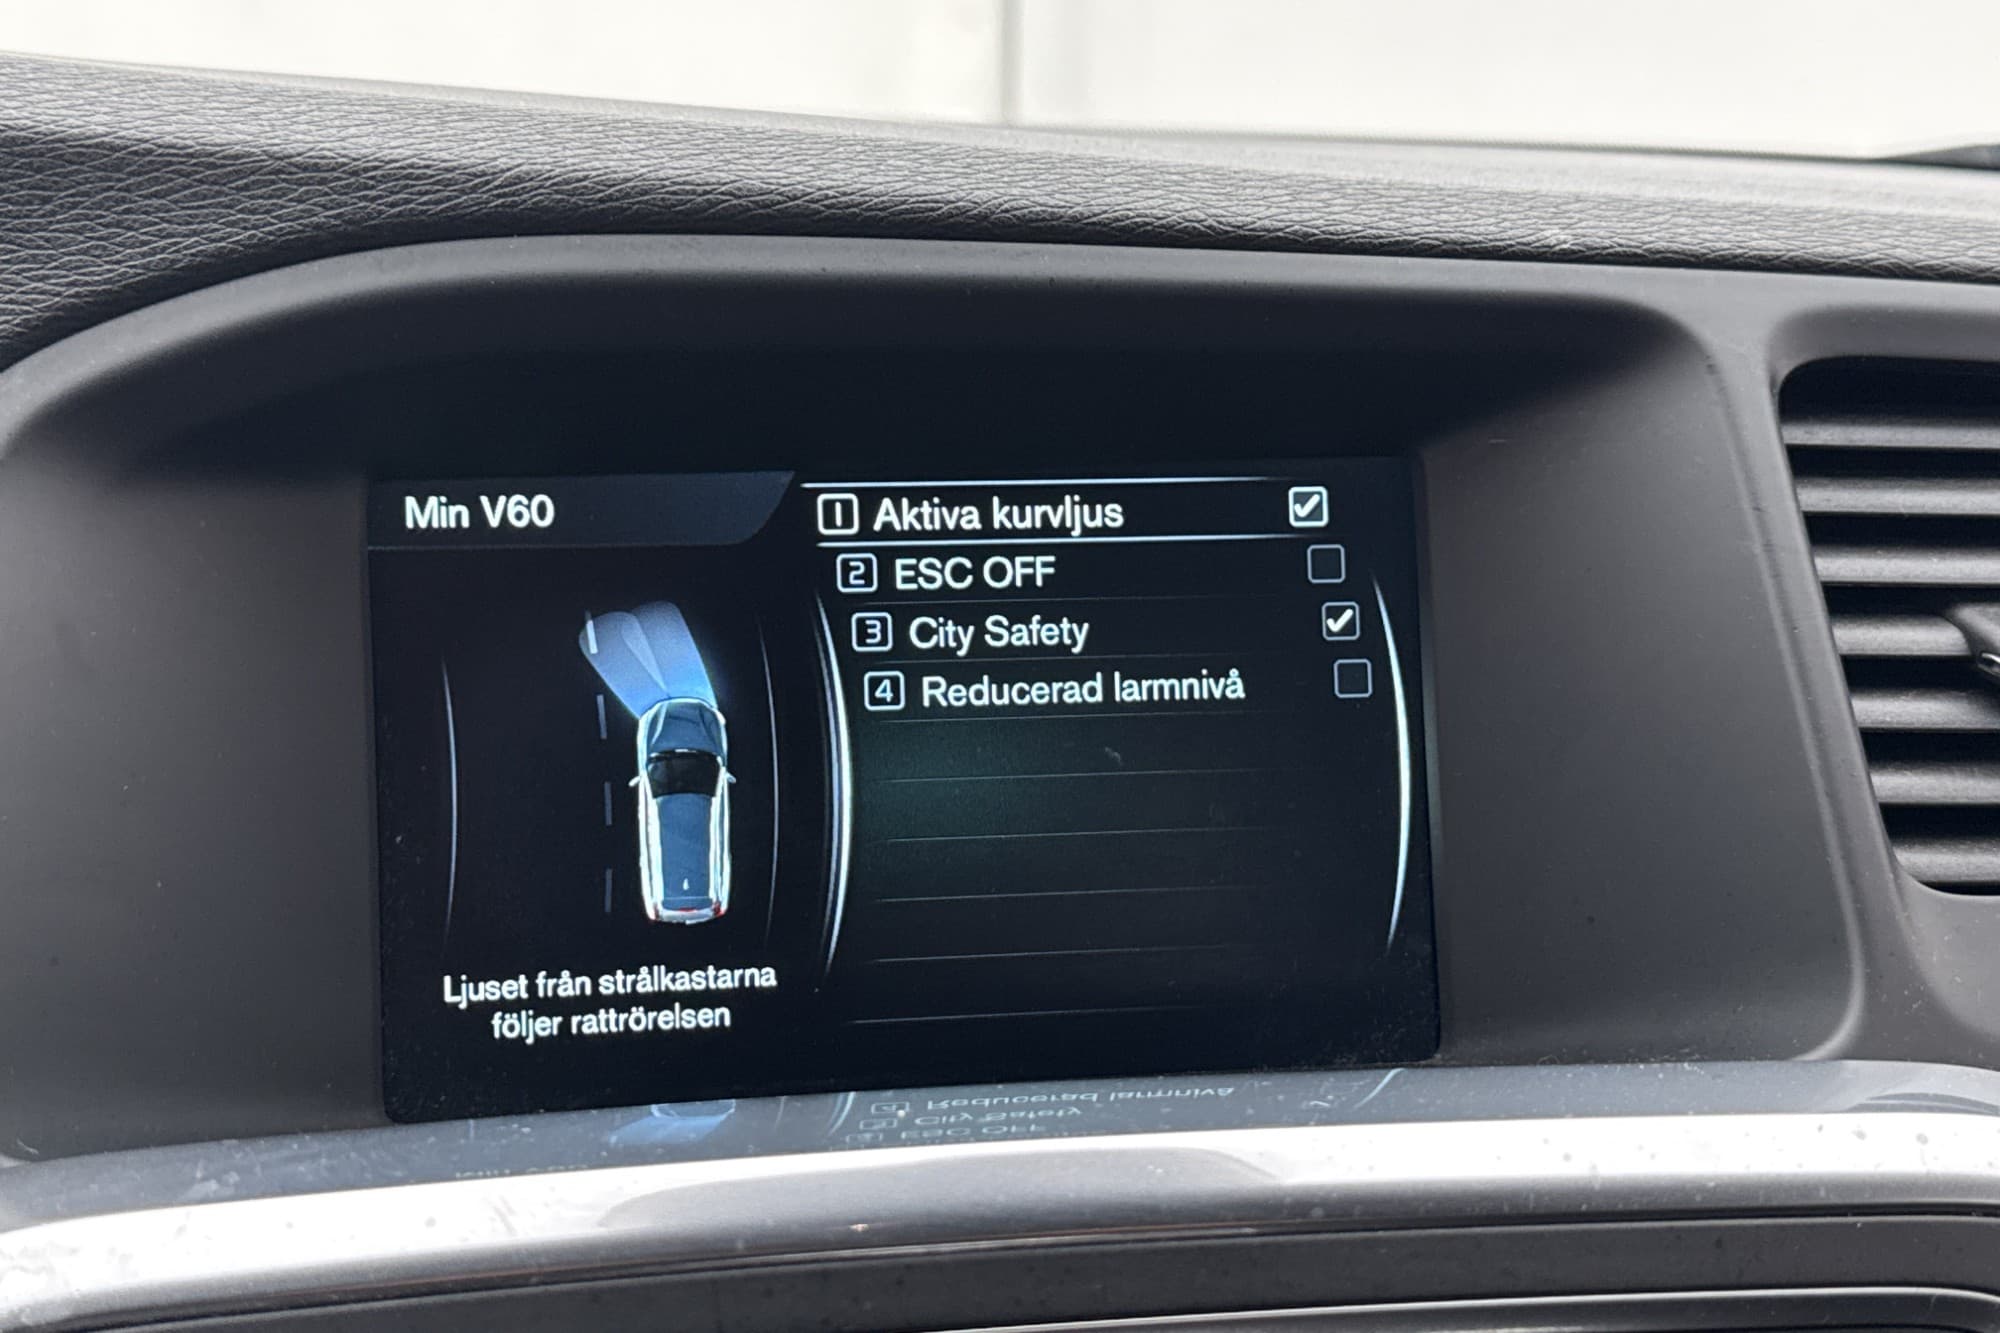 Min V60
1 Aktiva kurvljus
2 ESC OFF
3 City Safety
4 Reducerad larmnivå
Ljuset från strålkastarna
följer rattrörelsen